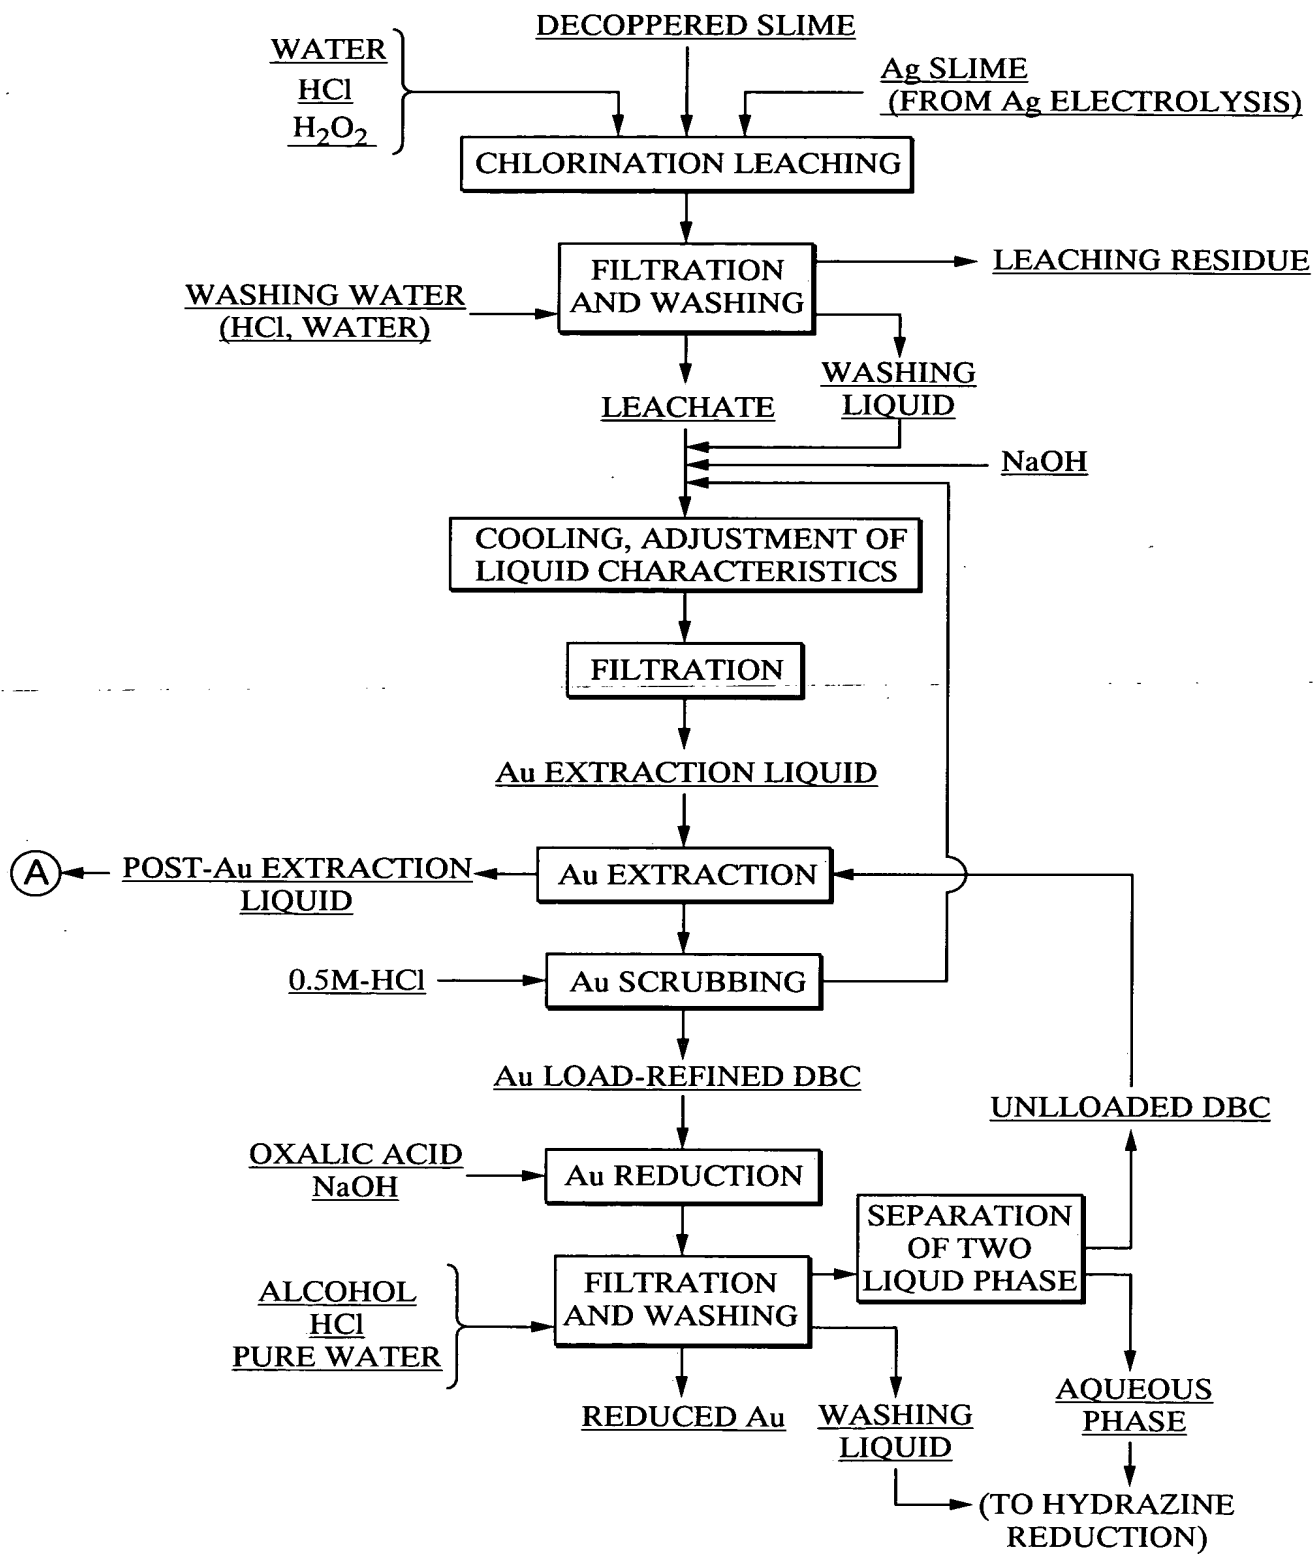 DECOPPERED SLIME
WATER
HCl
H2O2
Ag SLIME
(FROM Ag ELECTROLYSIS)
CHLORINATION LEACHING
FILTRATION
AND WASHING
LEACHING RESIDUE
WASHING WATER
(HCl, WATER)
WASHING
LIQUID
LEACHATE
NaOH
COOLING, ADJUSTMENT OF
LIQUID CHARACTERISTICS
FILTRATION
Au EXTRACTION LIQUID
A
POST-Au EXTRACTION
LIQUID
Au EXTRACTION
0.5M-HCl
Au SCRUBBING
Au LOAD-REFINED DBC
UNLLOADED DBC
OXALIC ACID
NaOH
Au REDUCTION
SEPARATION
OF TWO
LIQUD PHASE
FILTRATION
AND WASHING
ALCOHOL
HCl
PURE WATER
REDUCED Au
WASHING
LIQUID
AQUEOUS
PHASE
(TO HYDRAZINE
REDUCTION)